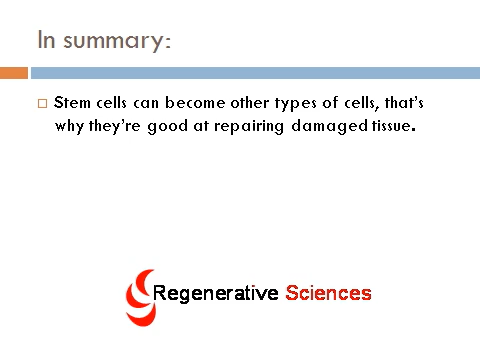 In summary:
Stem cells can become other types of cells, that's
why they're good at repairing damaged tissue.
Regenerative Sciences